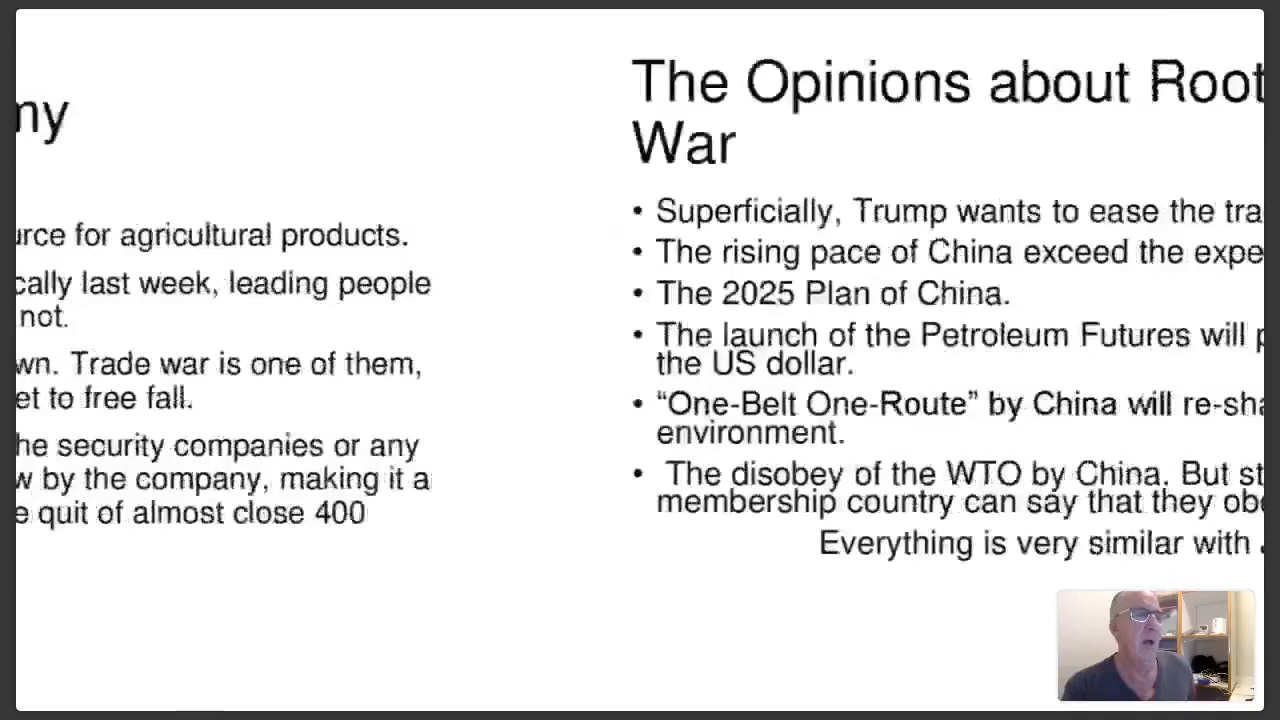 my
urce for agricultural products.
cally last week, leading people
not.
wn. Trade war is one of them,
et to free fall.
he security companies or any
w by the company, making it a
e quit of almost close 400
The Opinions about Root
War
• Superficially, Trump wants to ease the tra
• The rising pace of China exceed the expe
• The 2025 Plan of China.
• The launch of the Petroleum Futures will p
the US dollar.
• “One-Belt One-Route” by China will re-sha
environment.
• The disobey of the WTO by China. But st
membership country can say that they obe
Everything is very similar with